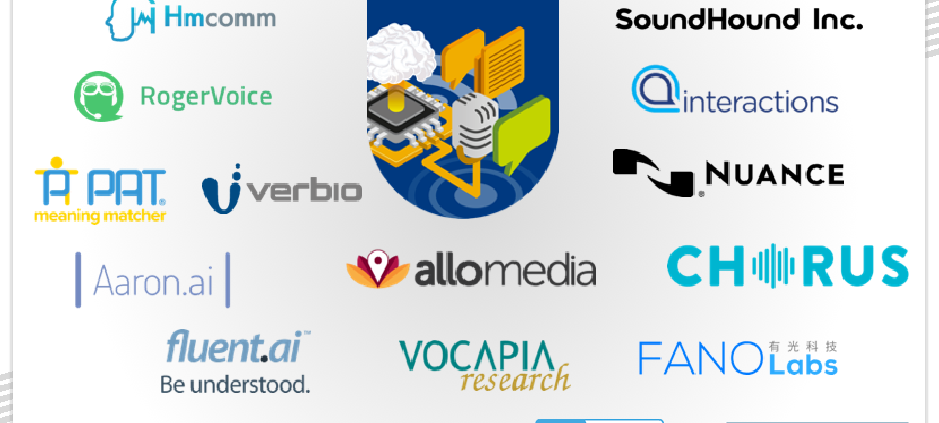 Hmcomm
SoundHound Inc.
RogerVoice
interactions
PAT®
meaning matcher
verbio
NUANCE®
Aaron.ai
allomedia
CHORUS
fluent.ai™
Be understood.
VOCAPIA
research
FANO Labs
有光科技